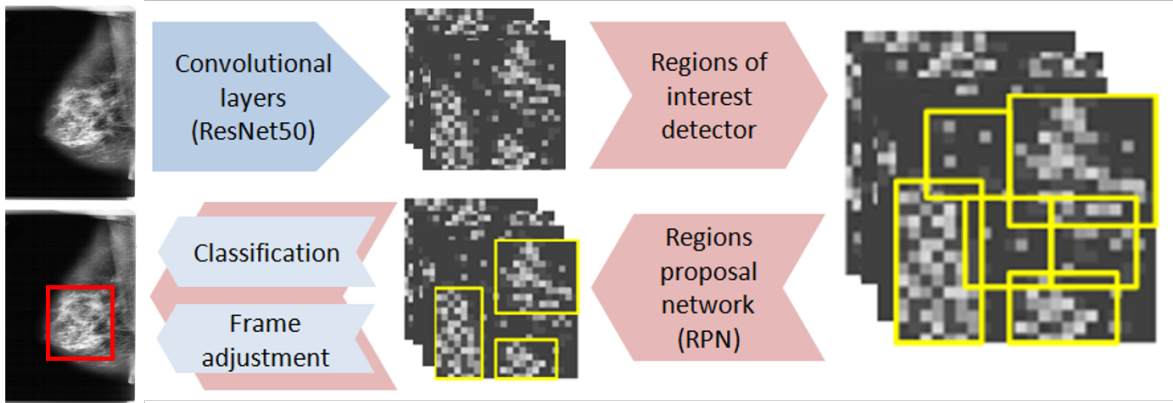 Convolutional
layers
(ResNet50)
Regions of
interest
detector
Classification
Frame
adjustment
Regions
proposal
network
(RPN)